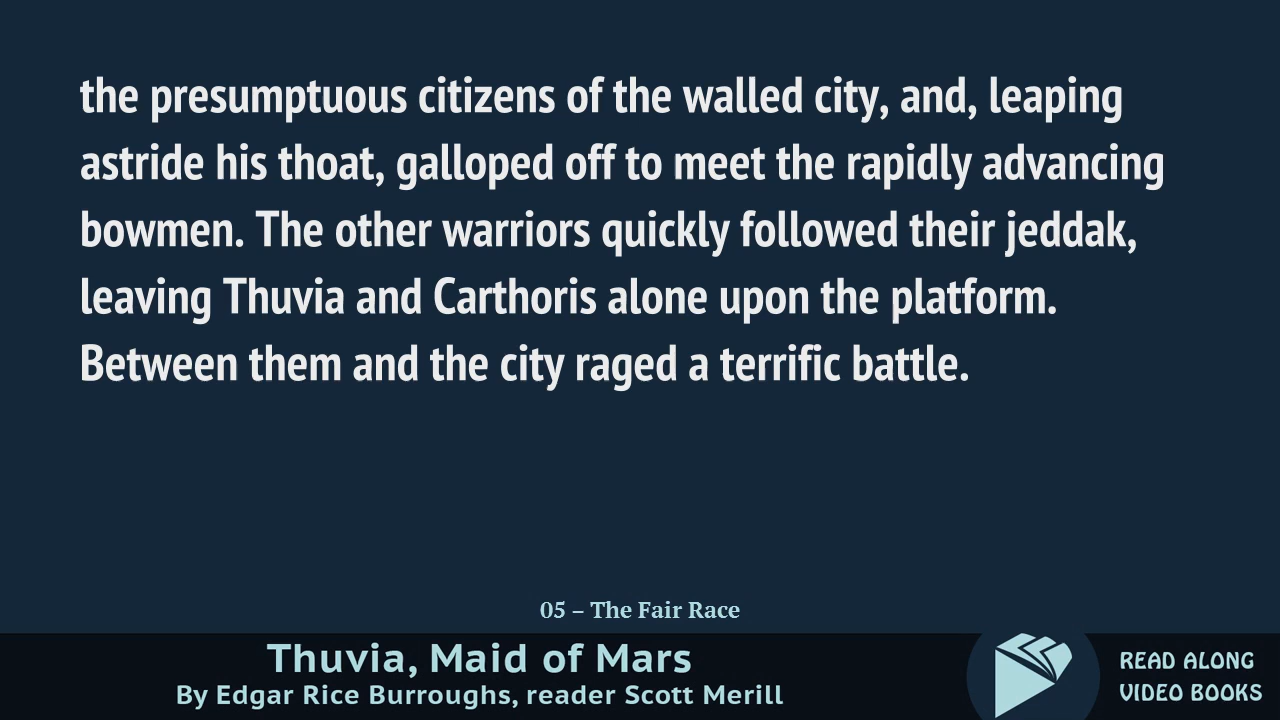 the presumptuous citizens of the walled city, and, leaping
astride his thoat, galloped off to meet the rapidly advancing
bowmen. The other warriors quickly followed their jeddak,
leaving Thuvia and Carthoris alone upon the platform.
Between them and the city raged a terrific battle.
05 – The Fair Race
Thuvia, Maid of Mars
By Edgar Rice Burroughs, reader Scott Merill
READ ALONG
VIDEO BOOKS